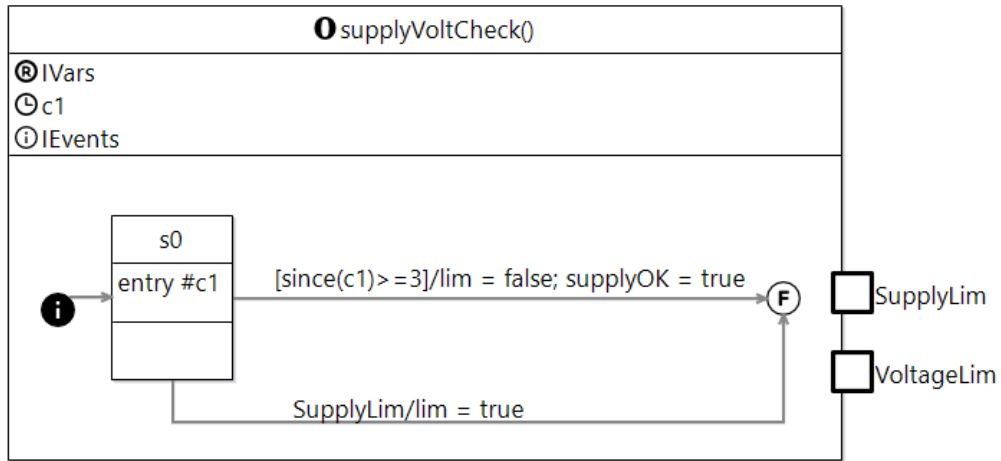 O supplyVoltCheck()
R IVars
c1
i IEvents
s0
entry #c1
[since(c1)>=3]/lim = false; supplyOK = true
i
F
SupplyLim
VoltageLim
SupplyLim/lim = true